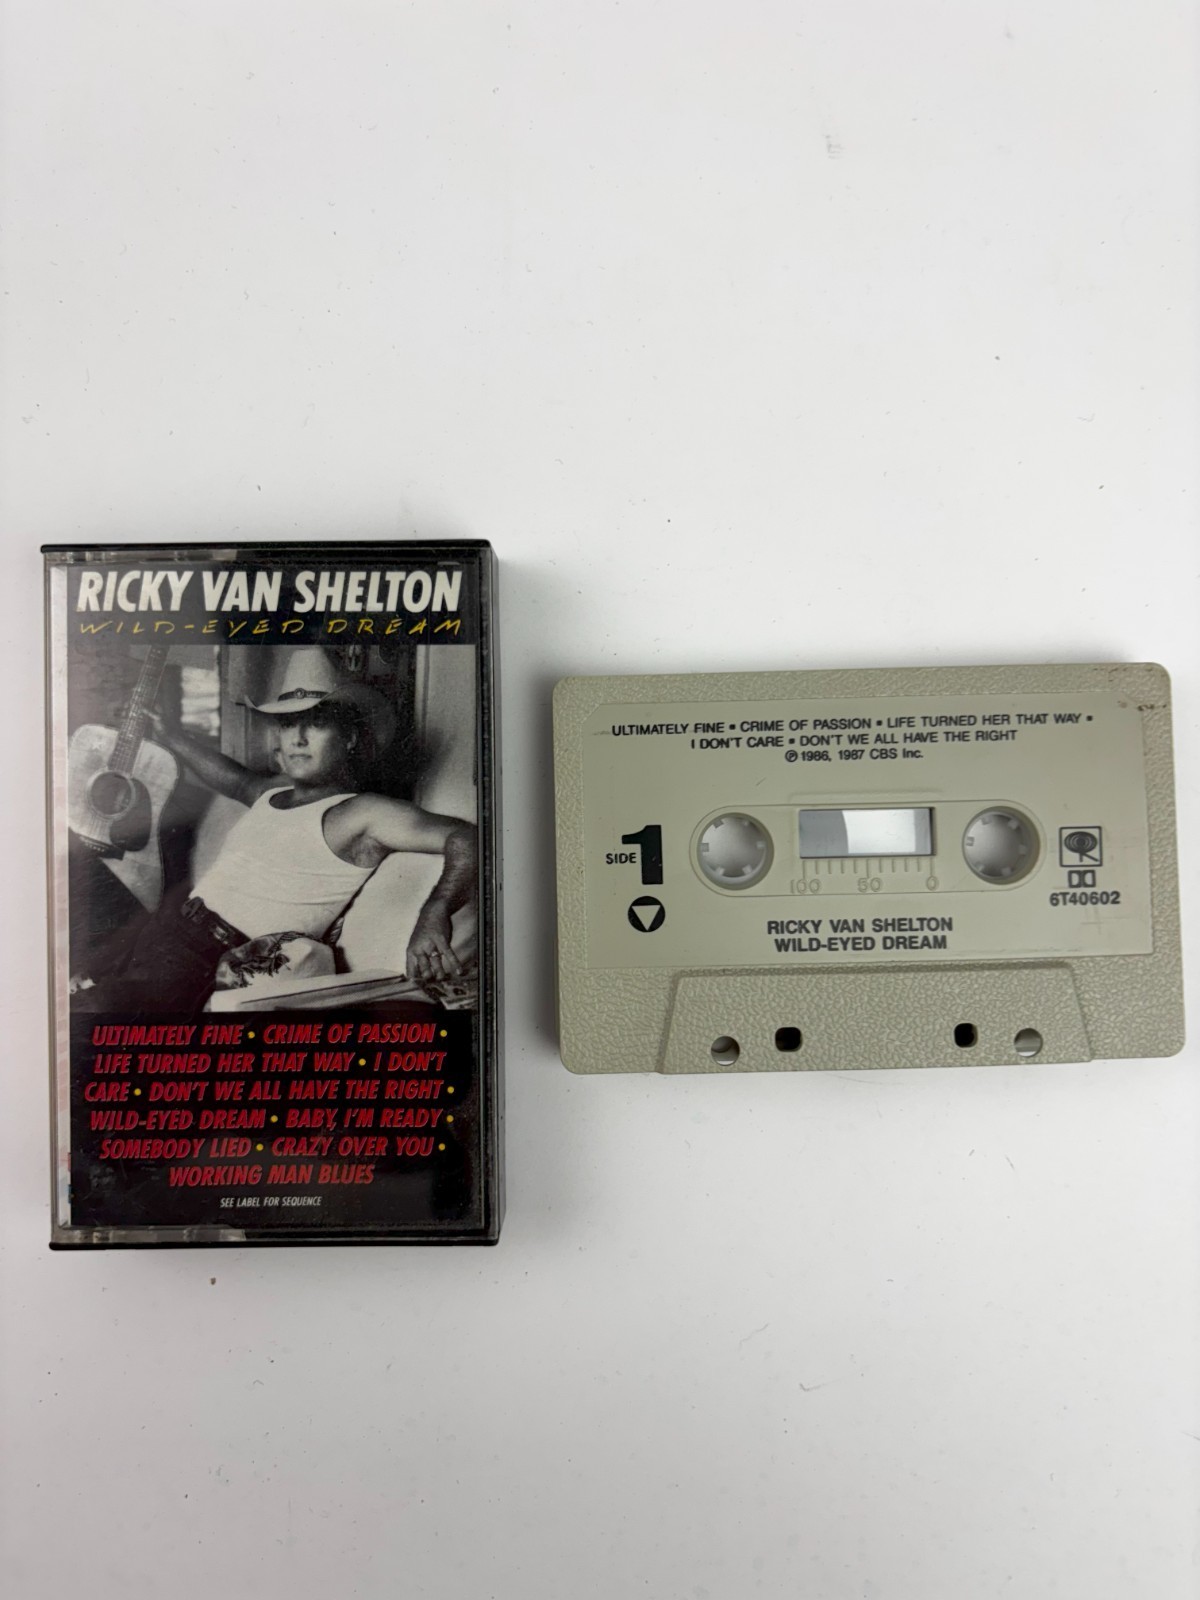 RICKY VAN SHELTON
WILD-EYED DREAM
ULTIMATELY FINE • CRIME OF PASSION •
LIFE TURNED HER THAT WAY • I DON'T
CARE • DON'T WE ALL HAVE THE RIGHT •
WILD-EYED DREAM • BABY, I'M READY •
SOMEBODY LIED • CRAZY OVER YOU •
WORKING MAN BLUES
SEE LABEL FOR SEQUENCE
ULTIMATELY FINE ▪ CRIME OF PASSION ▪ LIFE TURNED HER THAT WAY ▪
I DON'T CARE ▪ DON'T WE ALL HAVE THE RIGHT
℗ 1986, 1987 CBS Inc.
SIDE 1
100 50 0
6T40602
RICKY VAN SHELTON
WILD-EYED DREAM